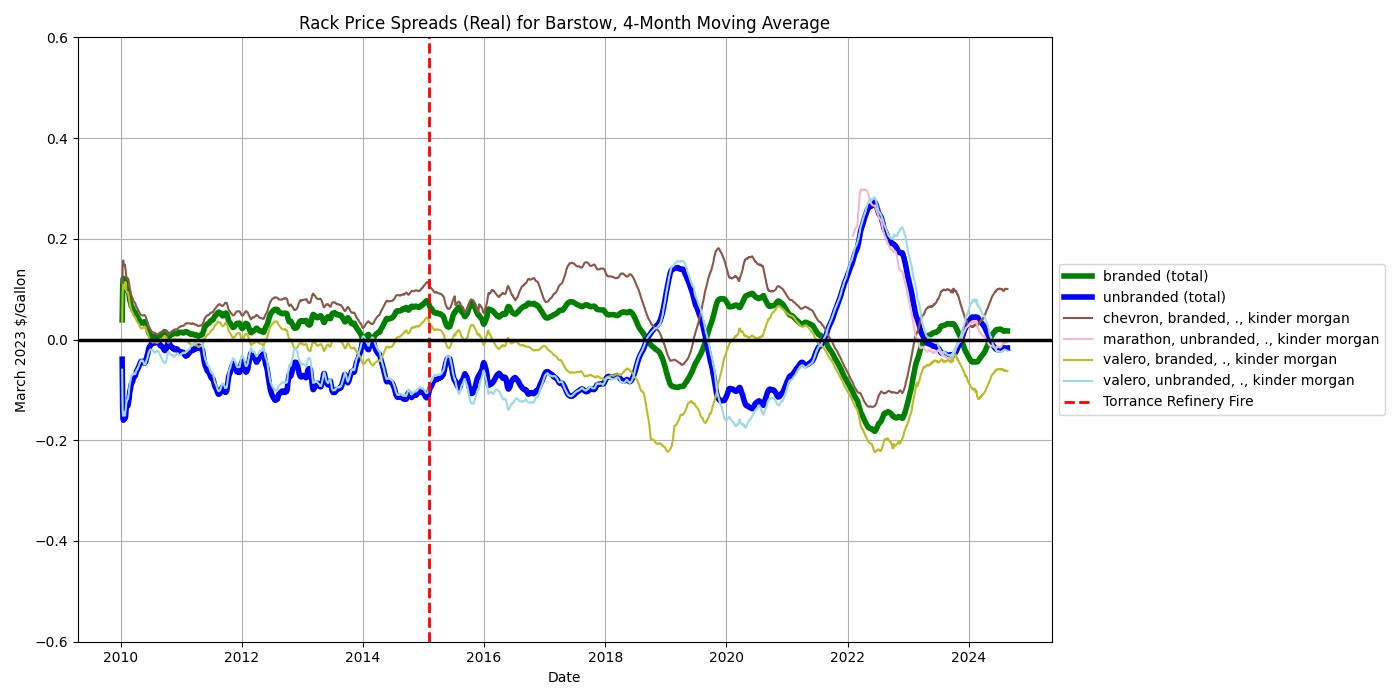 Rack Price Spreads (Real) for Barstow, 4-Month Moving Average
March 2023 $/Gallon
0.6
0.4
0.2
0.0
−0.2
−0.4
−0.6
2010 2012 2014 2016 2018 2020 2022 2024
Date
branded (total)
unbranded (total)
chevron, branded, ., kinder morgan
marathon, unbranded, ., kinder morgan
valero, branded, ., kinder morgan
valero, unbranded, ., kinder morgan
Torrance Refinery Fire